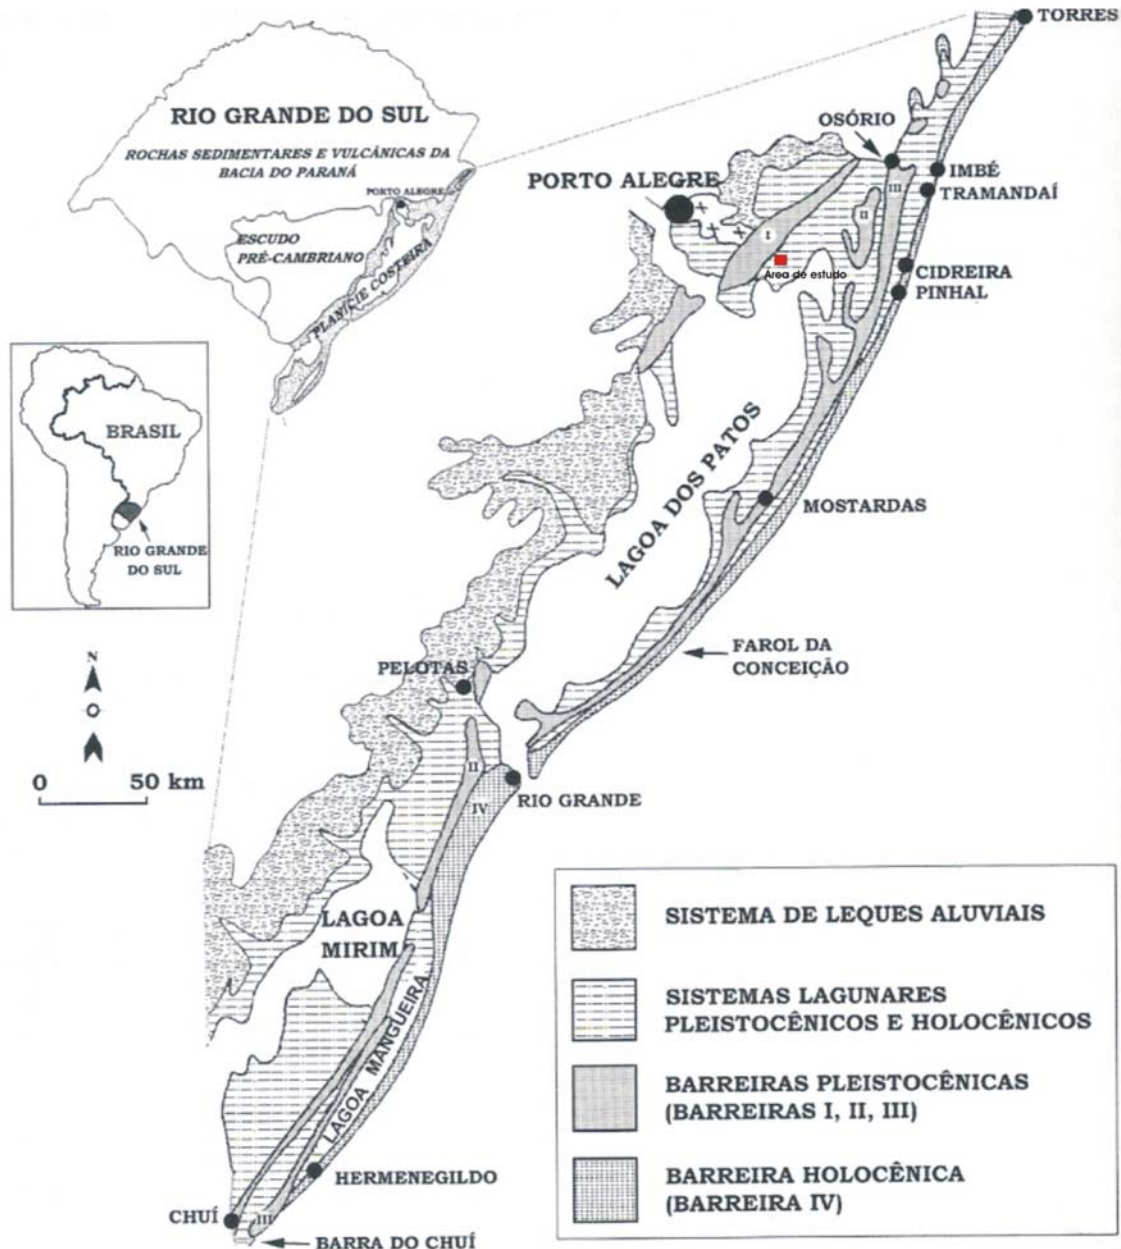 TORRES
RIO GRANDE DO SUL
ROCHAS SEDIMENTARES E VULCÂNICAS DA
BACIA DO PARANÁ
PORTO ALEGRE
ESCUDO
PRÉ-CAMBRIANO
PLANÍCIE COSTEIRA
OSÓRIO
PORTO ALEGRE
IMBÉ
TRAMANDAÍ
III
II
I
Área de estudo
CIDREIRA
PINHAL
BRASIL
RIO GRANDE
DO SUL
LAGOA DOS PATOS
MOSTARDAS
FAROL DA
CONCEIÇÃO
PELOTAS
N
0 50 km
II
IV
RIO GRANDE
LAGOA
MIRIM
LAGOA MANGUEIRA
HERMENEGILDO
CHUÍ
III
BARRA DO CHUÍ
SISTEMA DE LEQUES ALUVIAIS
SISTEMAS LAGUNARES
PLEISTOCÊNICOS E HOLOCÊNICOS
BARREIRAS PLEISTOCÊNICAS
(BARREIRAS I, II, III)
BARREIRA HOLOCÊNICA
(BARREIRA IV)